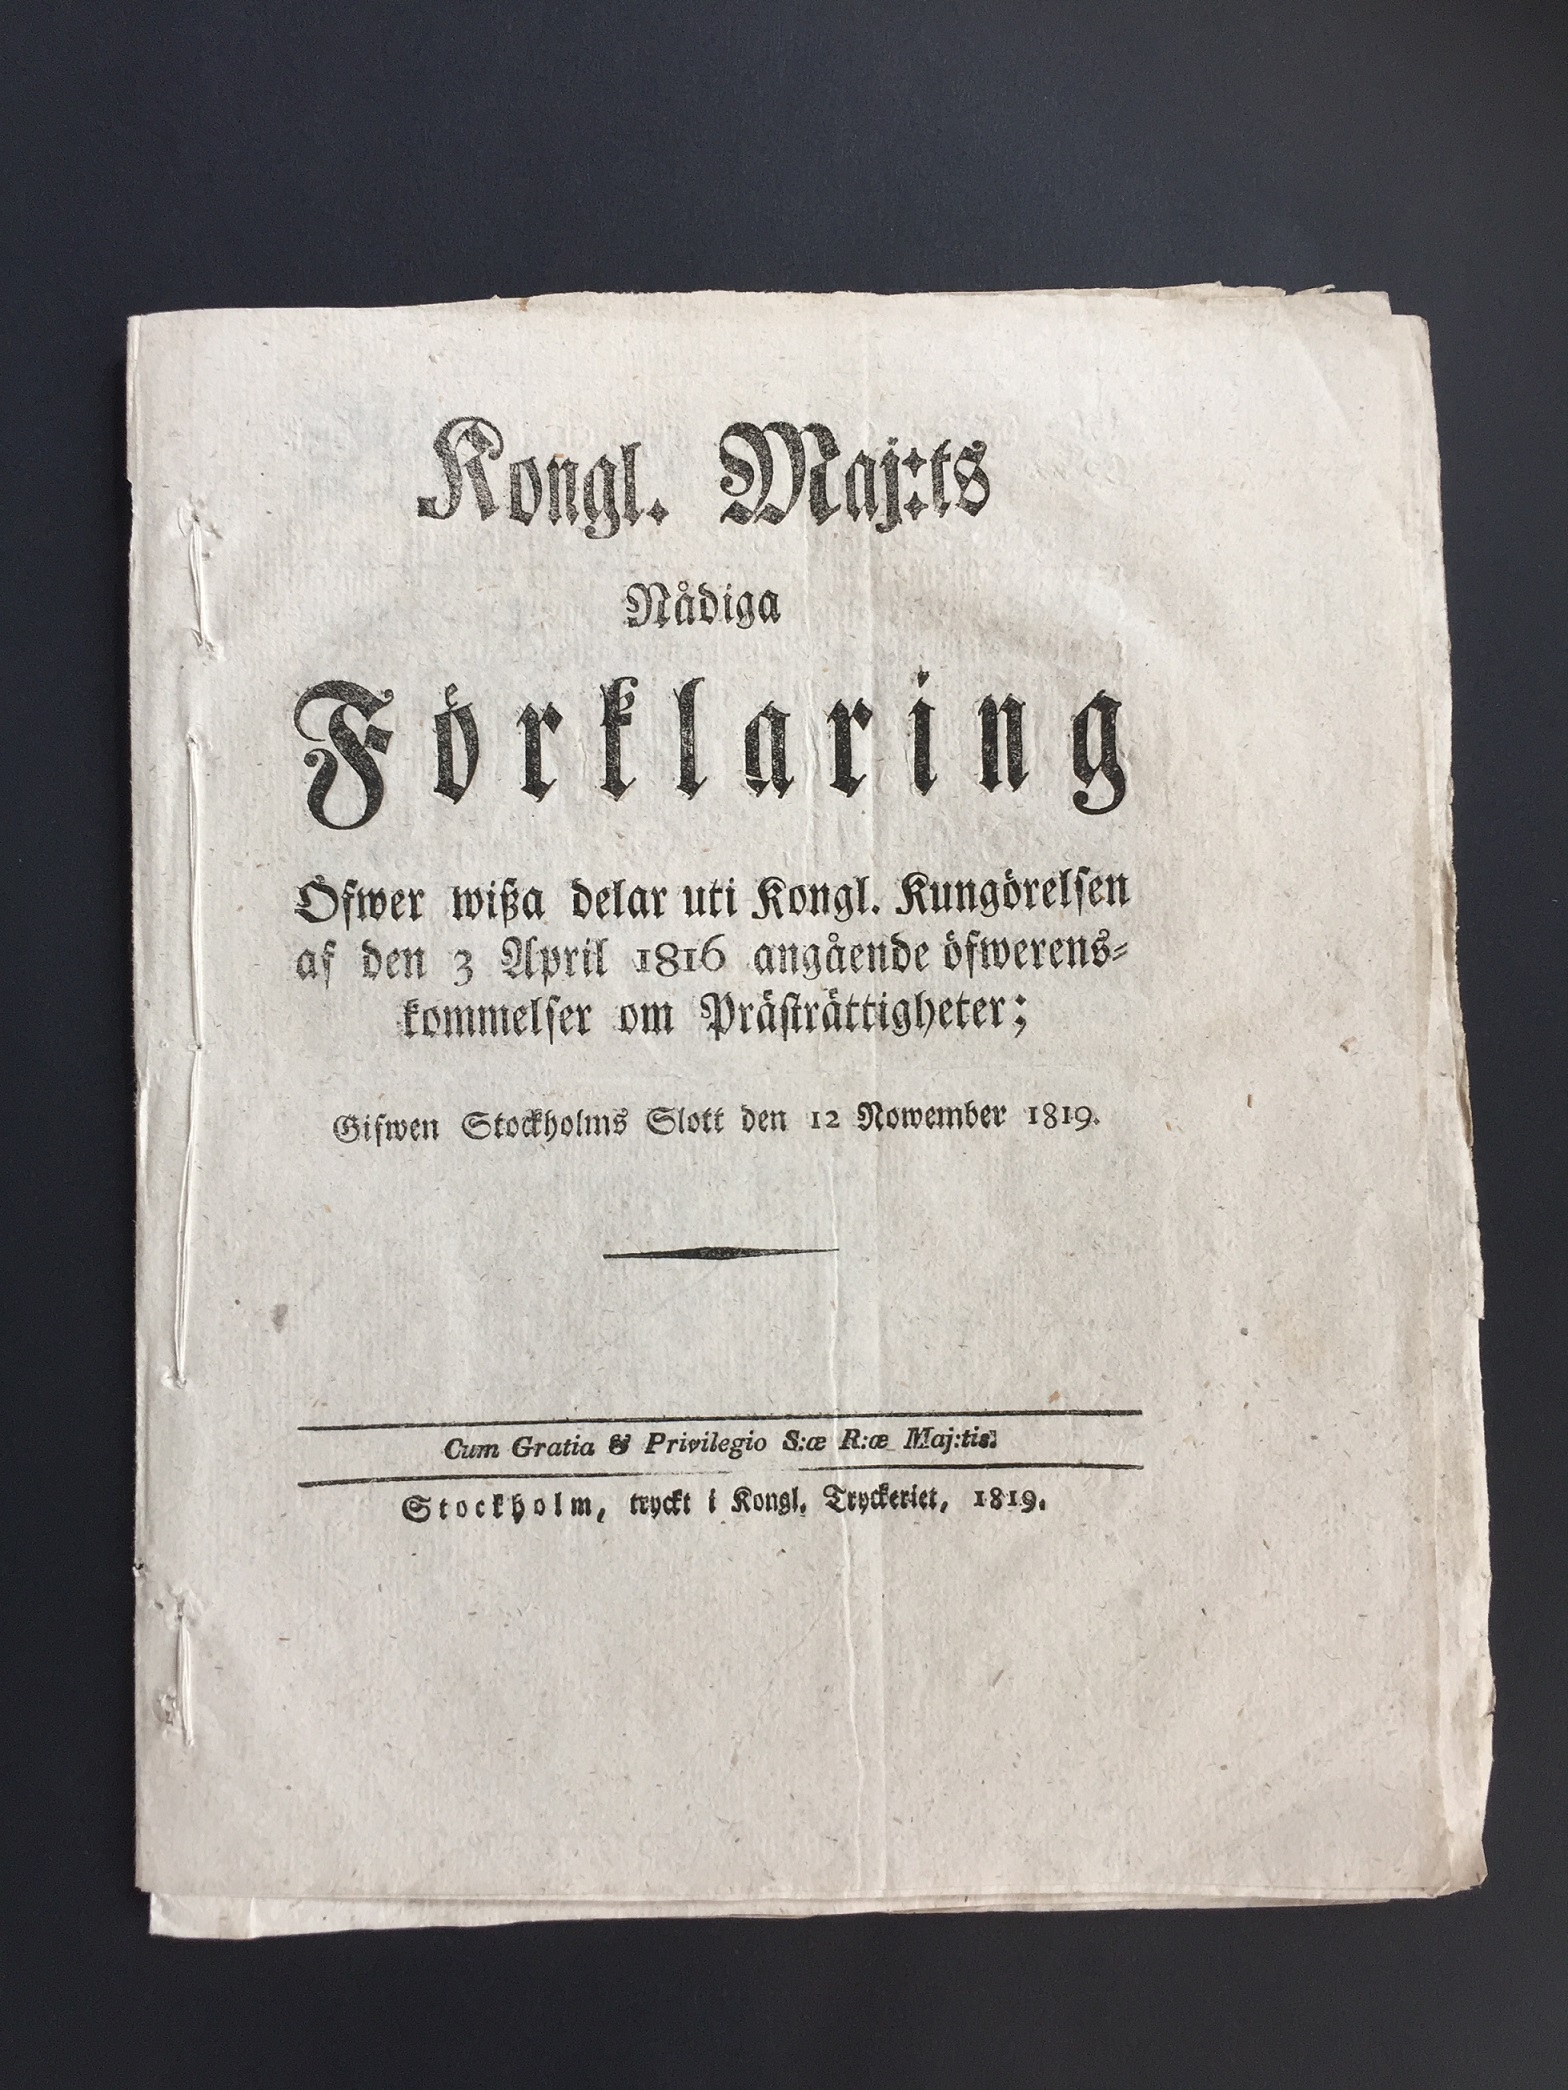 Kongl. Maj:ts
Nådiga
Förklaring
Öfwer wißa delar uti Kongl. Kungörelsen
af den 3 April 1816 angående öfwerens-
kommelser om Prästrättigheter;
Gifwen Stockholms Slott den 12 Nowember 1819.
Cum Gratia & Privilegio S:æ R:æ Maj:tis.
Stockholm, tryckt i Kongl. Tryckeriet, 1819.